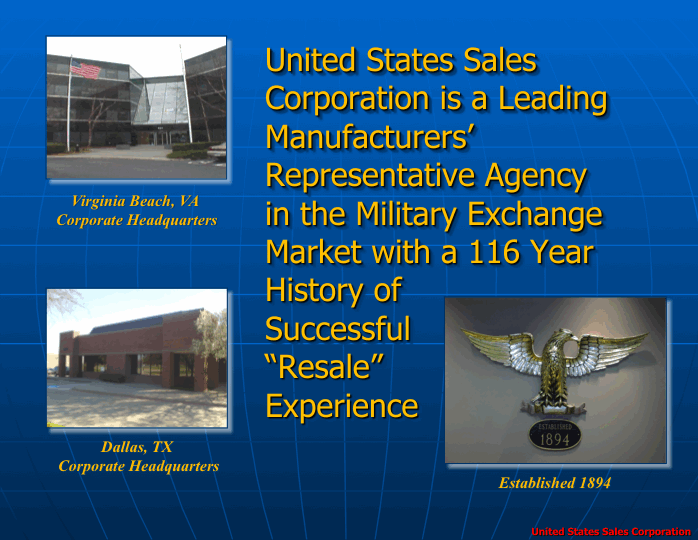 United States Sales
Corporation is a Leading
Manufacturers’
Representative Agency
in the Military Exchange
Market with a 116 Year
History of
Successful
“Resale”
Experience
Virginia Beach, VA
Corporate Headquarters
Dallas, TX
Corporate Headquarters
ESTABLISHED
1894
Established 1894
United States Sales Corporation